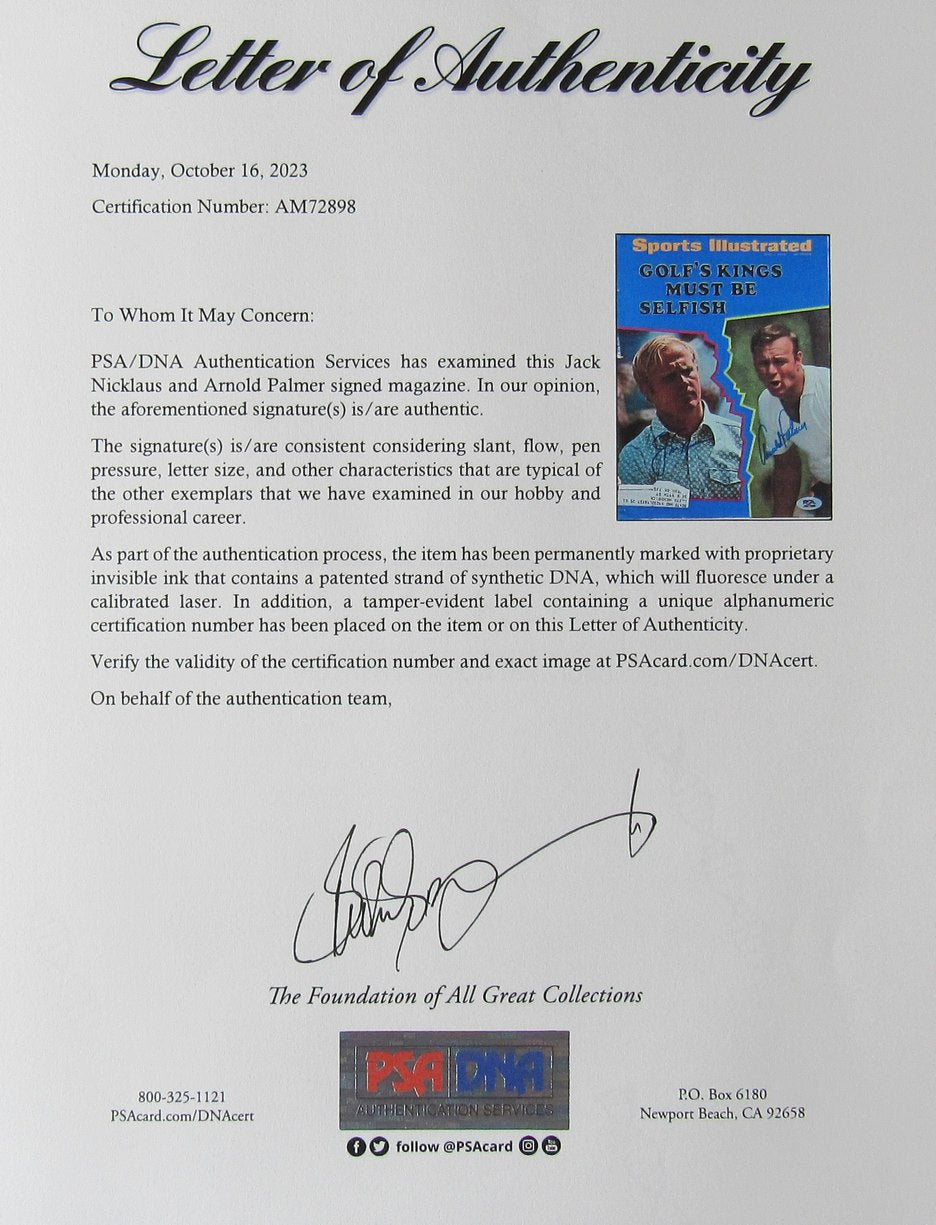 Letter of Authenticity
Monday, October 16, 2023
Certification Number: AM72898
Sports Illustrated
GOLF'S KINGS
MUST BE
SELFISH
To Whom It May Concern:
PSA/DNA Authentication Services has examined this Jack
Nicklaus and Arnold Palmer signed magazine. In our opinion,
the aforementioned signature(s) is/are authentic.
The signature(s) is/are consistent considering slant, flow, pen
pressure, letter size, and other characteristics that are typical of
the other exemplars that we have examined in our hobby and
professional career.
Arnold Palmer
As part of the authentication process, the item has been permanently marked with proprietary
invisible ink that contains a patented strand of synthetic DNA, which will fluoresce under a
calibrated laser. In addition, a tamper-evident label containing a unique alphanumeric
certification number has been placed on the item or on this Letter of Authenticity.
Verify the validity of the certification number and exact image at PSAcard.com/DNAcert.
On behalf of the authentication team,
The Foundation of All Great Collections
PSA DNA
AUTHENTICATION SERVICES
800-325-1121
PSAcard.com/DNAcert
P.O. Box 6180
Newport Beach, CA 92658
follow @PSAcard